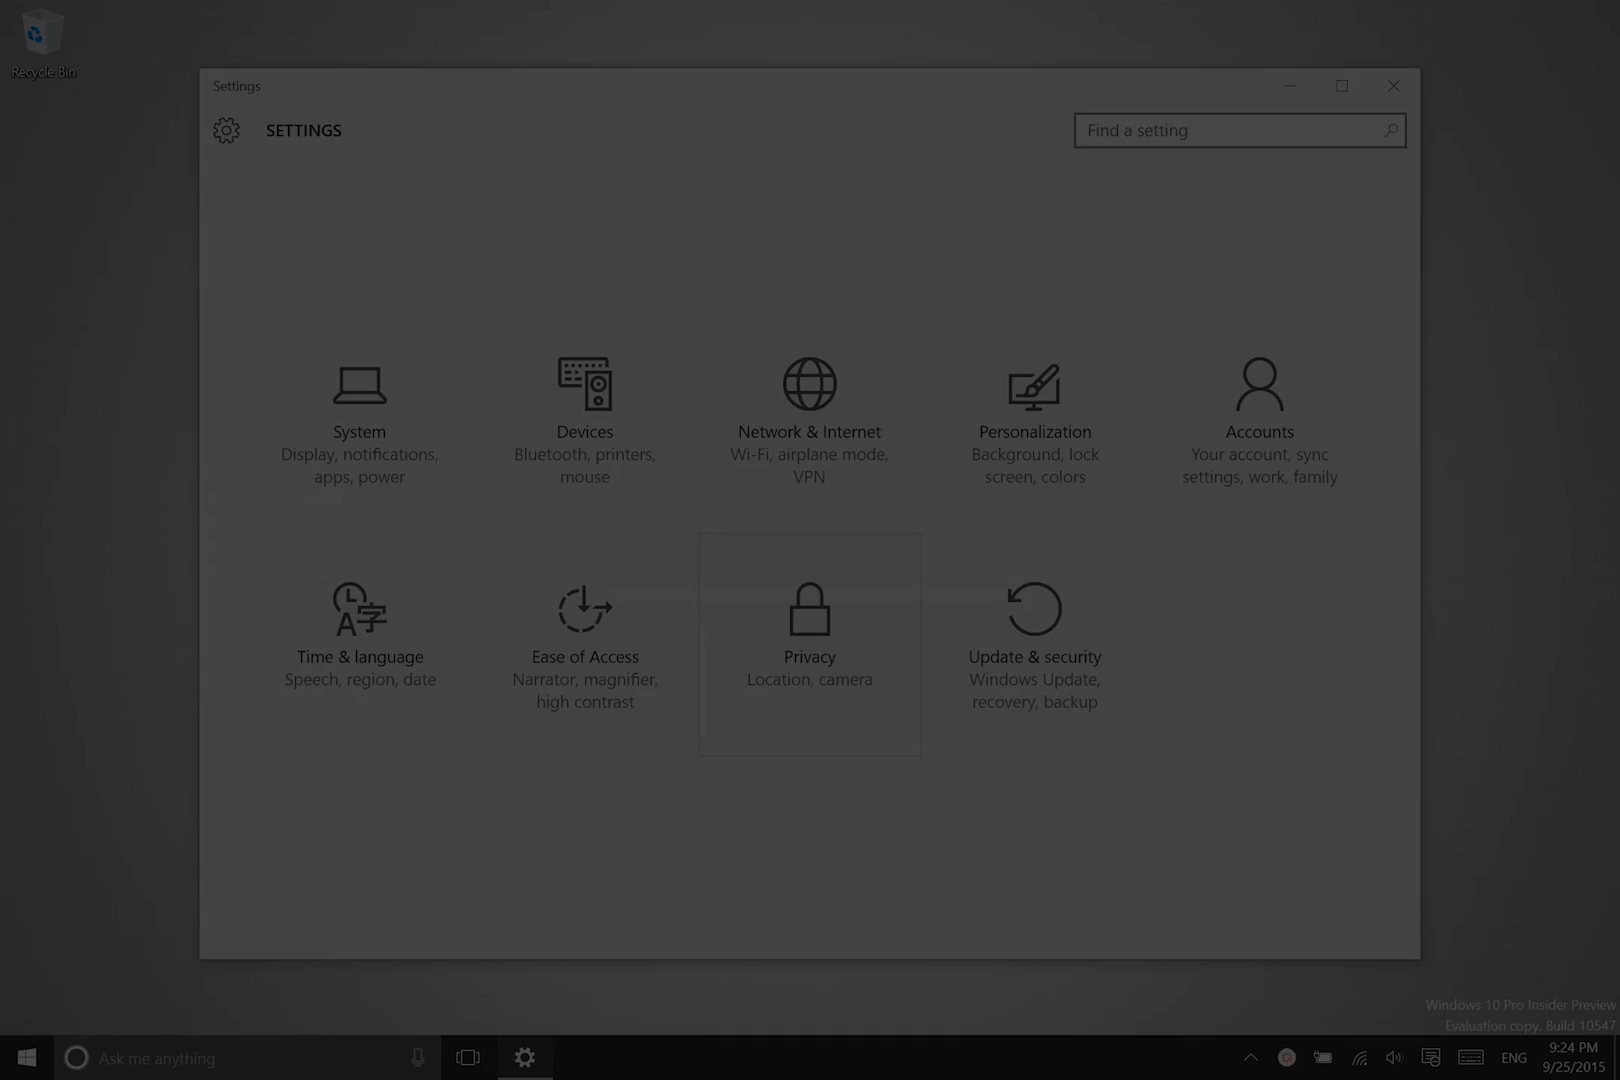 Recycle Bin
Settings
SETTINGS
Find a setting
System
Display, notifications,
apps, power
Devices
Bluetooth, printers,
mouse
Network & Internet
Wi-Fi, airplane mode,
VPN
Personalization
Background, lock
screen, colors
Accounts
Your account, sync
settings, work, family
Time & language
Speech, region, date
Ease of Access
Narrator, magnifier,
high contrast
Privacy
Location, camera
Update & security
Windows Update,
recovery, backup
Windows 10 Pro Insider Preview
Evaluation copy. Build 10547
Ask me anything
ENG
9:24 PM
9/25/2015